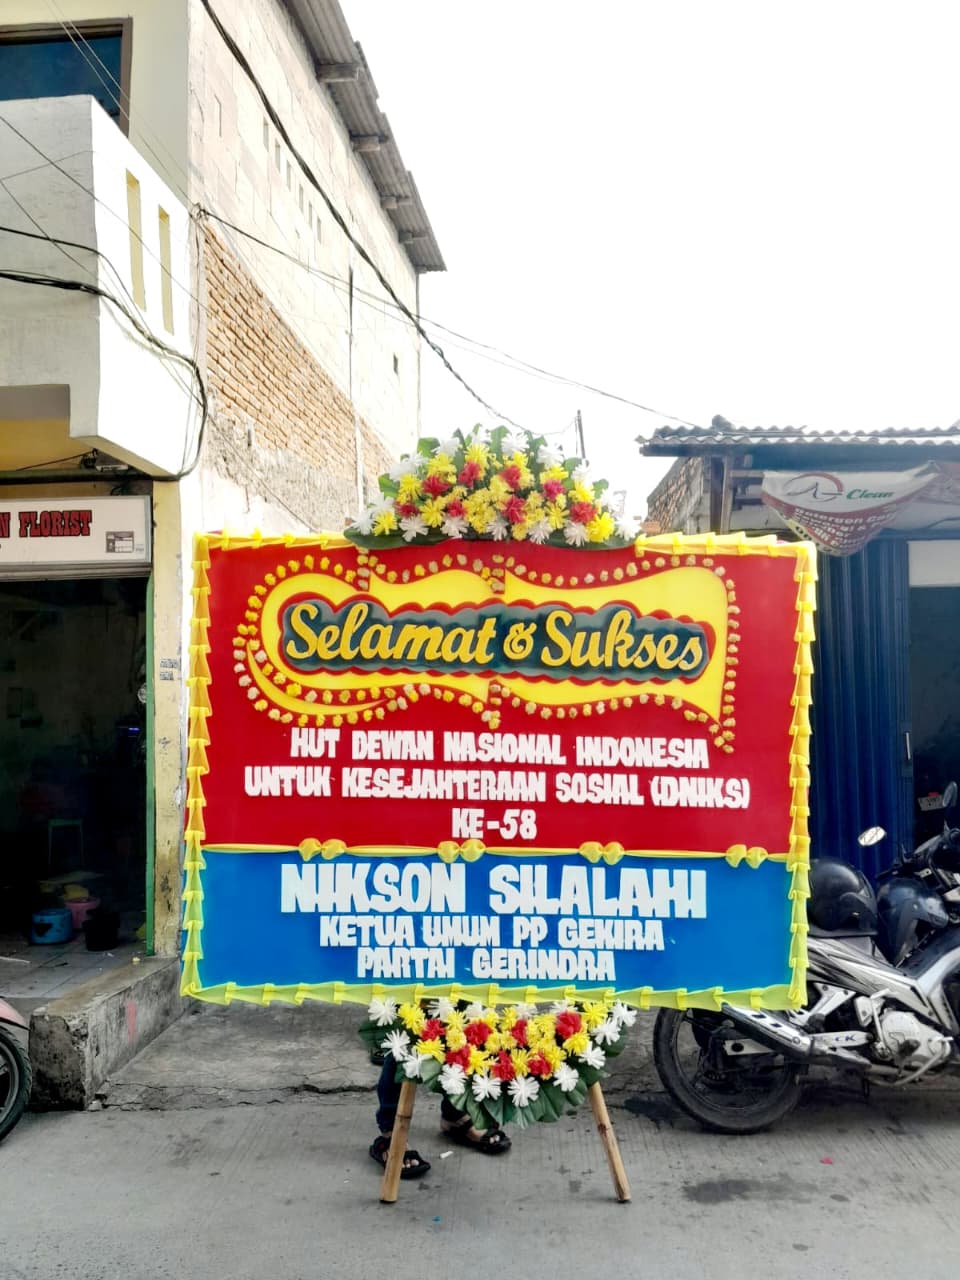 FLORIST
Clean
Selamat & Sukses
HUT DEWAN NASIONAL INDONESIA
UNTUK KESEJAHTERAAN SOSIAL (DNIKS)
KE-58
NIKSON SILALAHI
KETUA UMUM PP GEKIRA
PARTAI GERINDRA